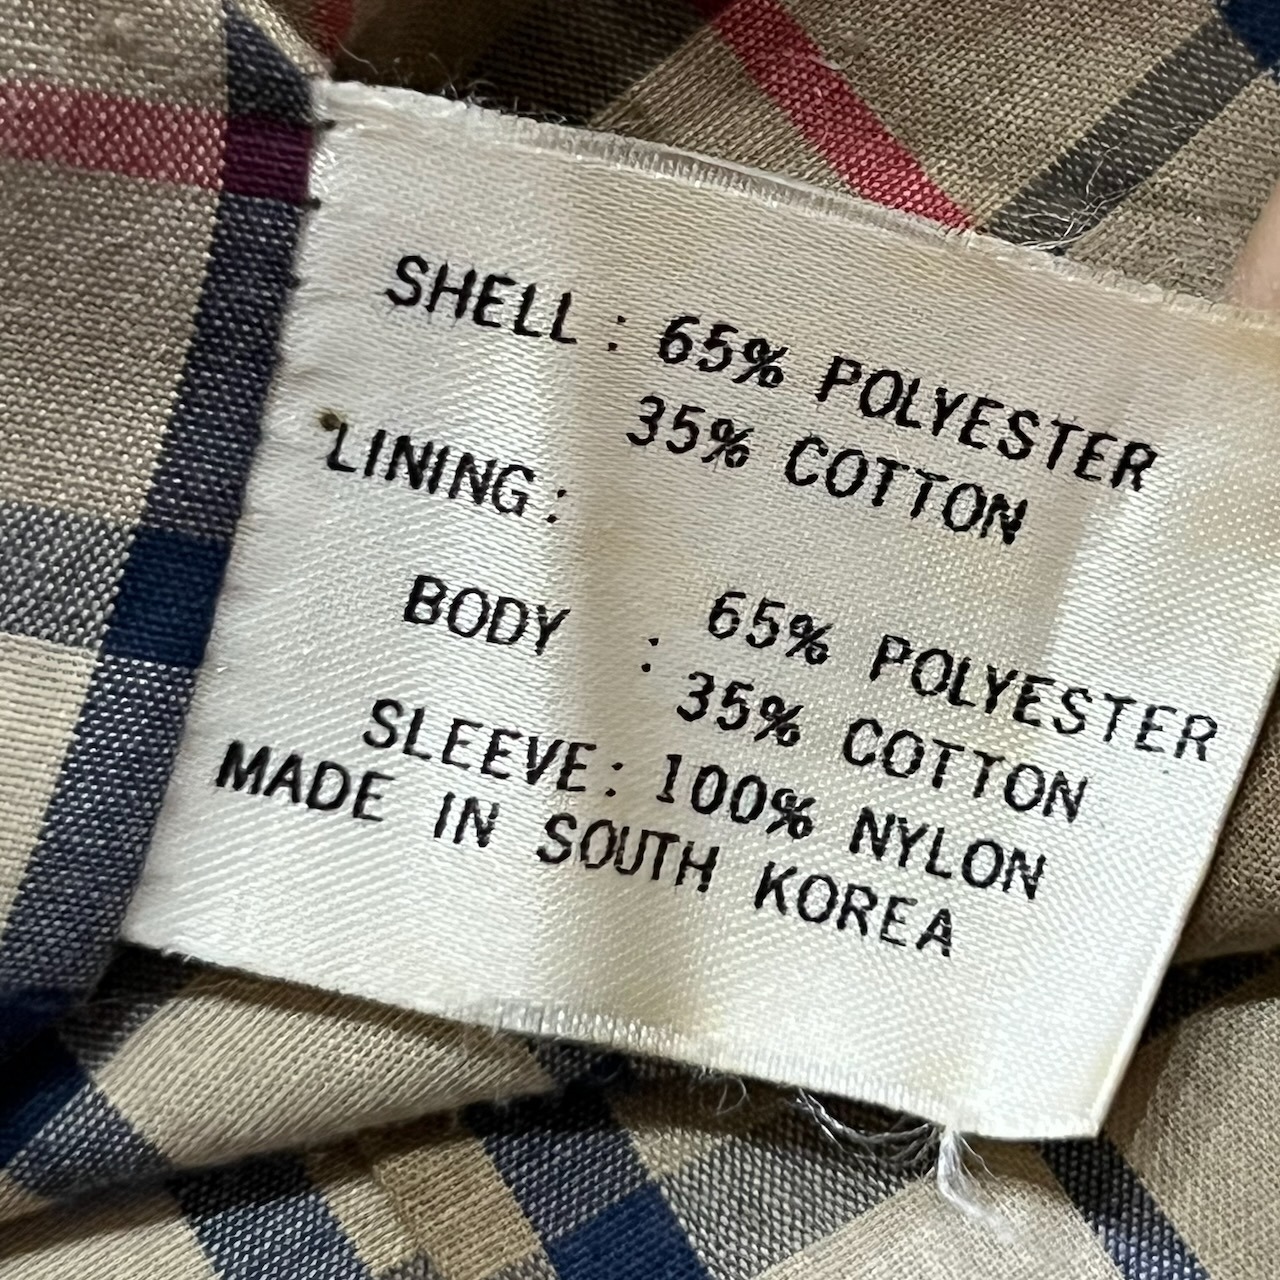 SHELL : 65% POLYESTER
35% COTTON
LINING :
BODY : 65% POLYESTER
35% COTTON
SLEEVE : 100% NYLON
MADE IN SOUTH KOREA